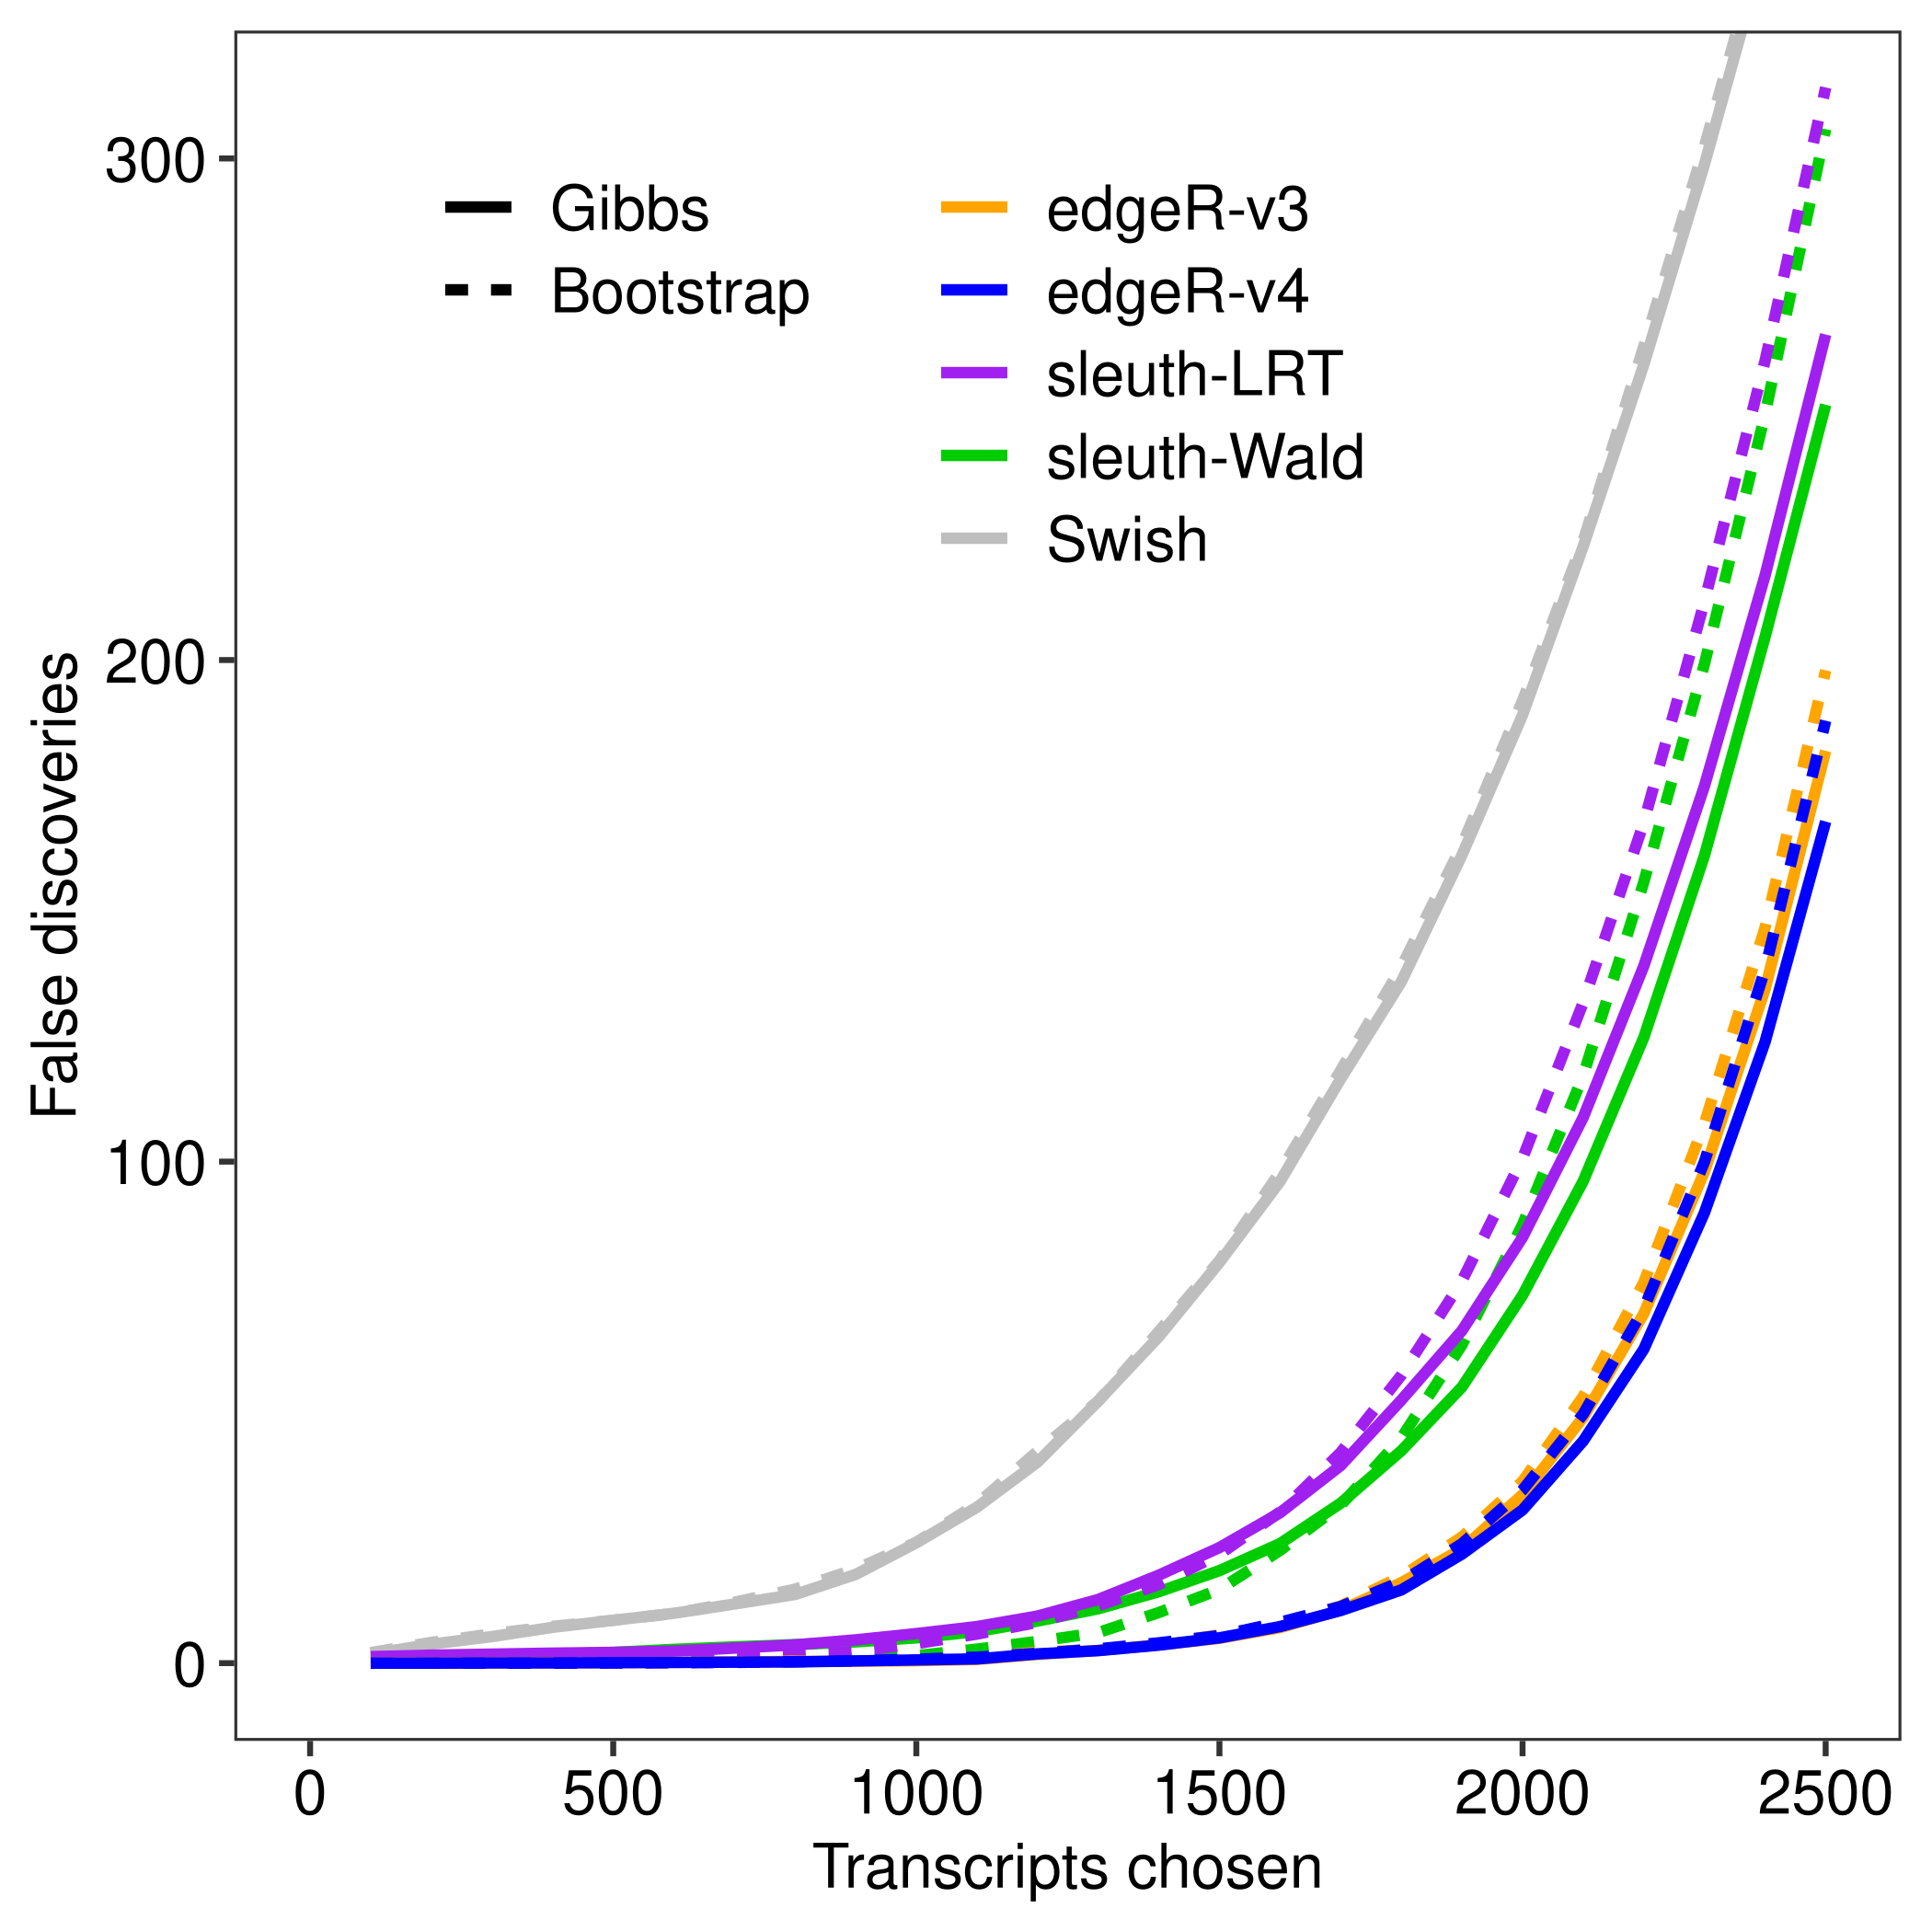 Gibbs
Bootstrap
edgeR-v3
edgeR-v4
sleuth-LRT
sleuth-Wald
Swish
False discoveries
300
200
100
0
0 500 1000 1500 2000 2500
Transcripts chosen